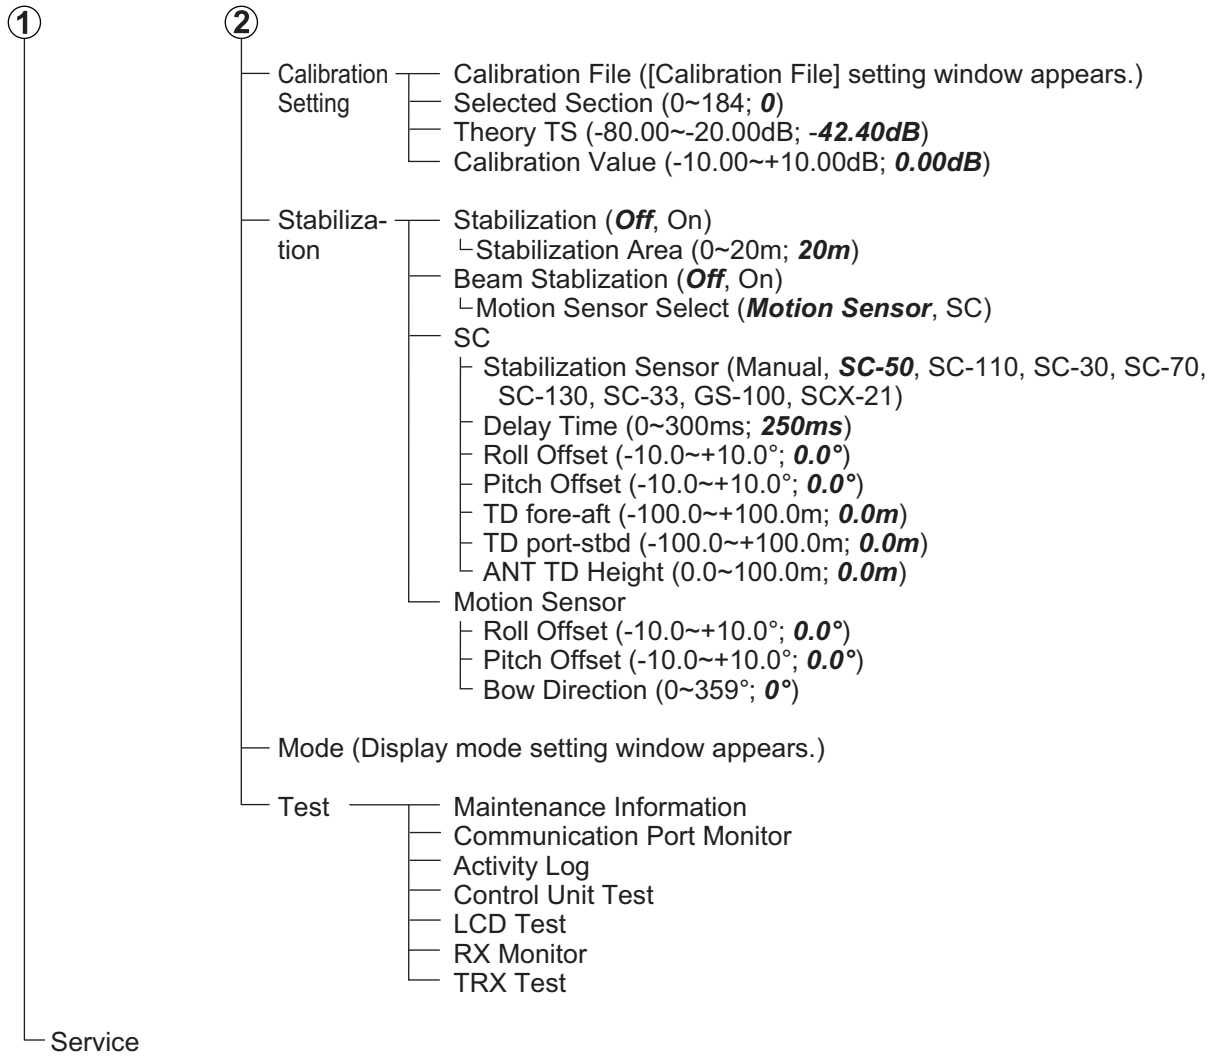 1 2
Calibration Setting
Calibration File ([Calibration File] setting window appears.)
Selected Section (0~184; 0)
Theory TS (-80.00~-20.00dB; -42.40dB)
Calibration Value (-10.00~+10.00dB; 0.00dB)
Stabiliza-
tion
Stabilization (Off, On)
Stabilization Area (0~20m; 20m)
Beam Stablization (Off, On)
Motion Sensor Select (Motion Sensor, SC)
SC
Stabilization Sensor (Manual, SC-50, SC-110, SC-30, SC-70,
SC-130, SC-33, GS-100, SCX-21)
Delay Time (0~300ms; 250ms)
Roll Offset (-10.0~+10.0°; 0.0°)
Pitch Offset (-10.0~+10.0°; 0.0°)
TD fore-aft (-100.0~+100.0m; 0.0m)
TD port-stbd (-100.0~+100.0m; 0.0m)
ANT TD Height (0.0~100.0m; 0.0m)
Motion Sensor
Roll Offset (-10.0~+10.0°; 0.0°)
Pitch Offset (-10.0~+10.0°; 0.0°)
Bow Direction (0~359°; 0°)
Mode (Display mode setting window appears.)
Test
Maintenance Information
Communication Port Monitor
Activity Log
Control Unit Test
LCD Test
RX Monitor
TRX Test
Service